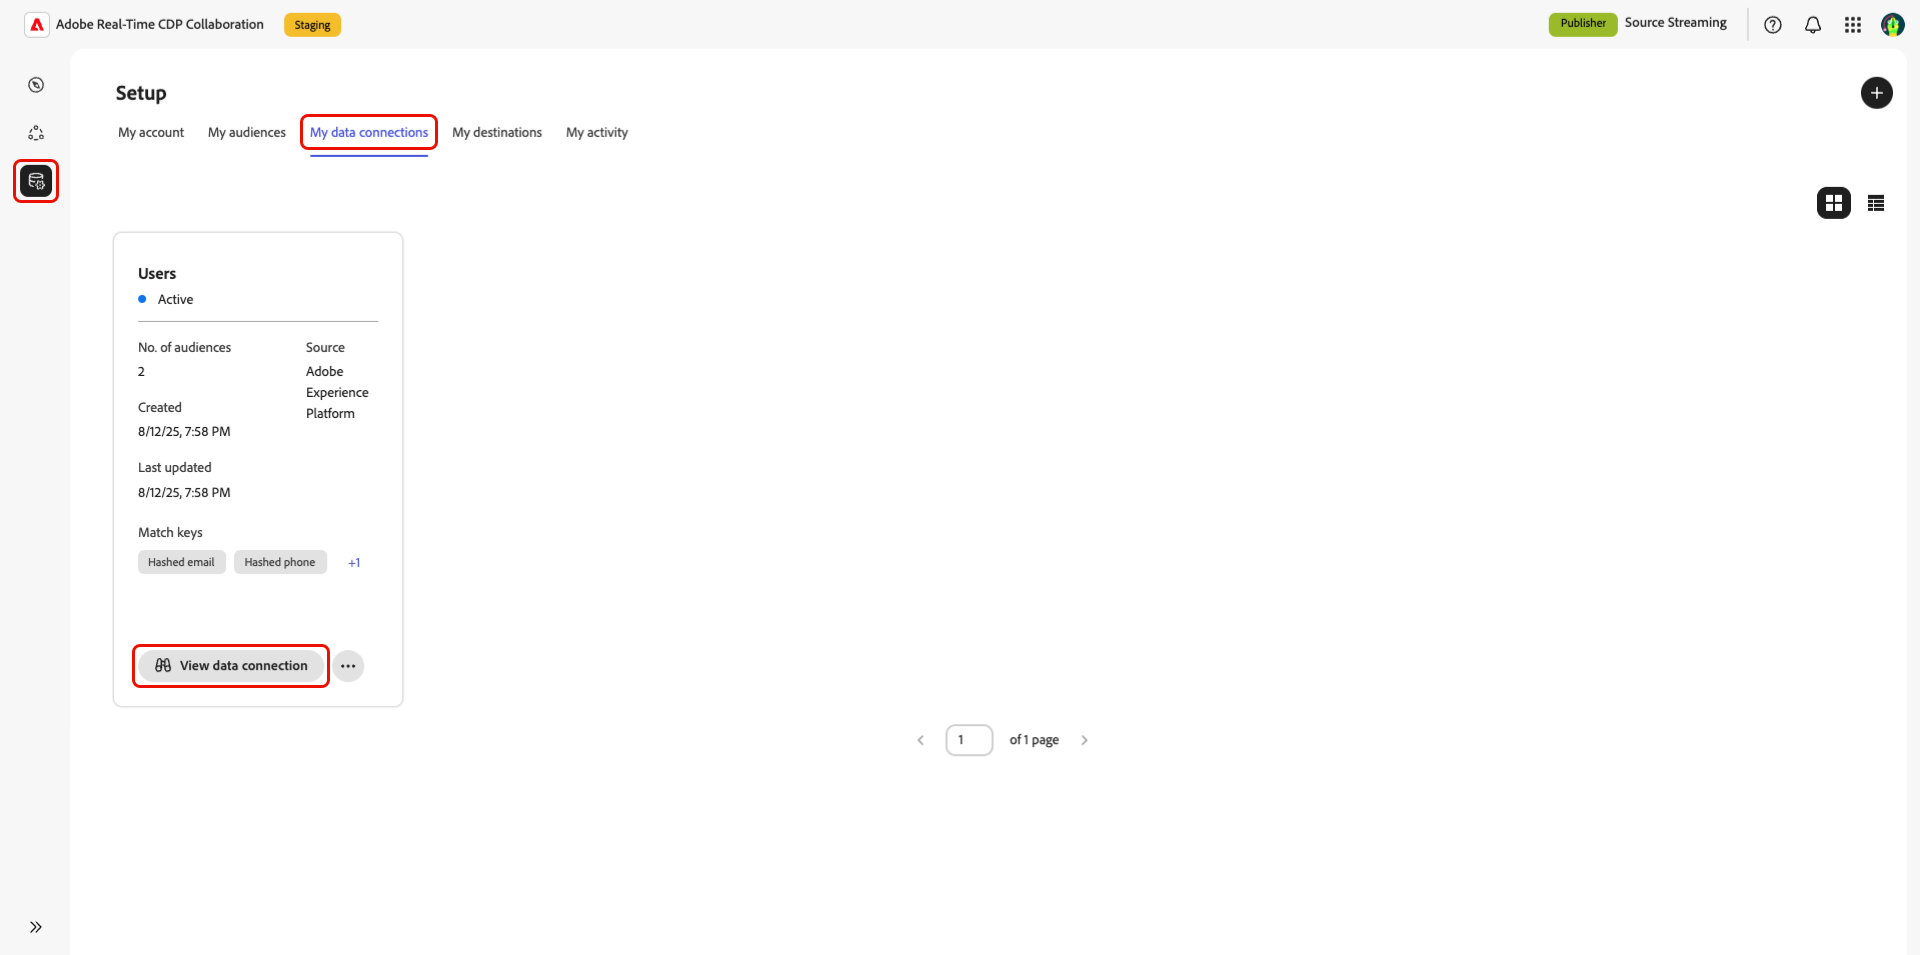 Adobe Real-Time CDP Collaboration
Staging
Publisher
Source Streaming
Setup
My account
My audiences
My data connections
My destinations
My activity
Users
Active
No. of audiences
2
Source
Adobe
Experience
Platform
Created
8/12/25, 7:58 PM
Last updated
8/12/25, 7:58 PM
Match keys
Hashed email
Hashed phone
+1
View data connection
1
of 1 page